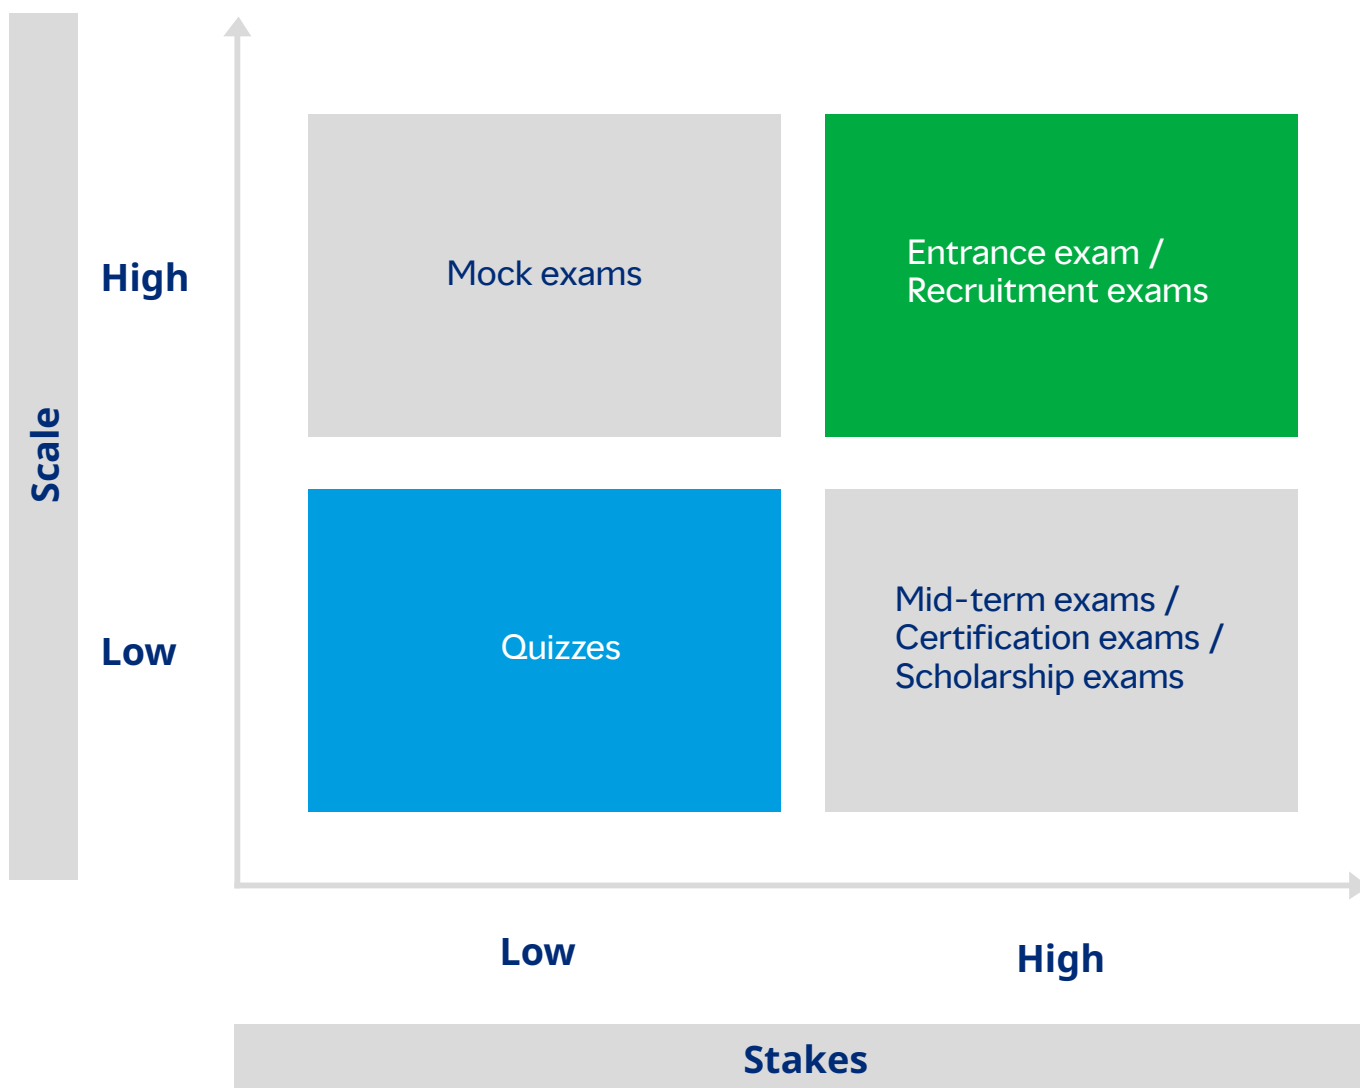 High
Mock exams
Entrance exam /
Recruitment exams
Scale
Low
Quizzes
Mid-term exams /
Certification exams /
Scholarship exams
Low
High
Stakes